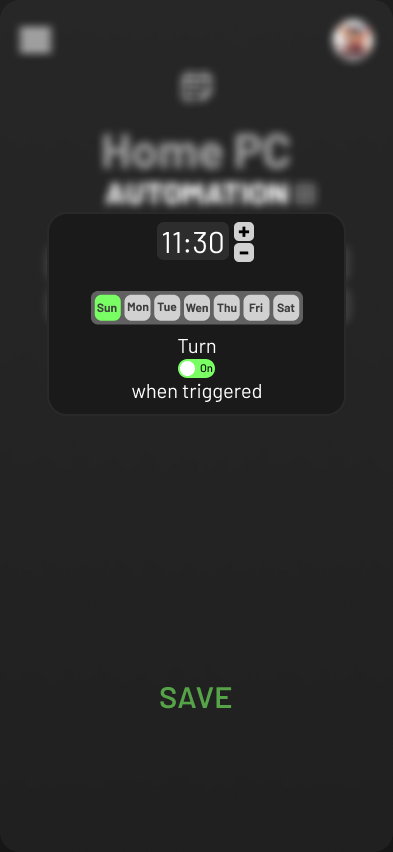 Home PC
AUTOMATION
11:30
+
-
Sun Mon Tue Wen Thu Fri Sat
Turn
On
when triggered
SAVE